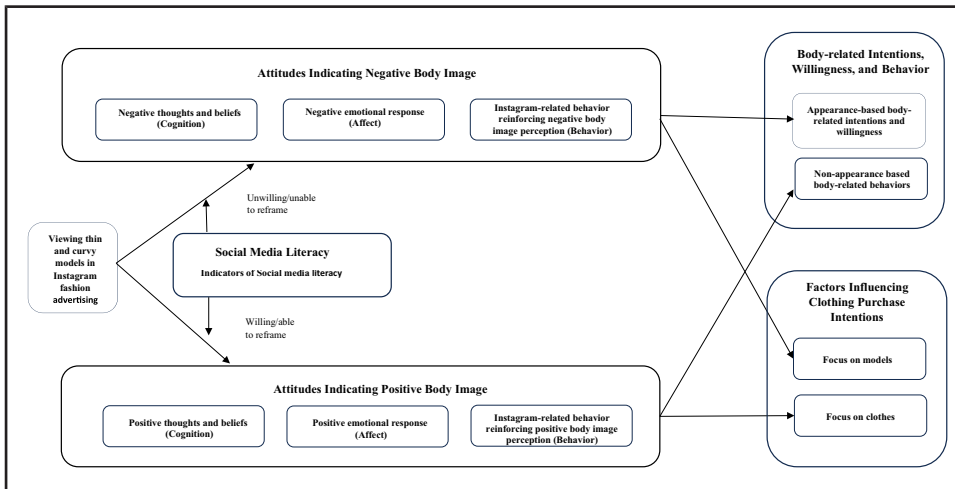 Attitudes Indicating Negative Body Image
Negative thoughts and beliefs
(Cognition)
Negative emotional response
(Affect)
Instagram-related behavior
reinforcing negative body
image perception (Behavior)
Unwilling/unable
to reframe
Viewing thin
and curvy
models in
Instagram
fashion
advertising
Social Media Literacy
Indicators of Social media literacy
Willing/able
to reframe
Attitudes Indicating Positive Body Image
Positive thoughts and beliefs
(Cognition)
Positive emotional response
(Affect)
Instagram-related behavior
reinforcing positive body image
perception (Behavior)
Body-related Intentions,
Willingness, and Behavior
Appearance-based body-
related intentions and
willingness
Non-appearance based
body-related behaviors
Factors Influencing
Clothing Purchase
Intentions
Focus on models
Focus on clothes